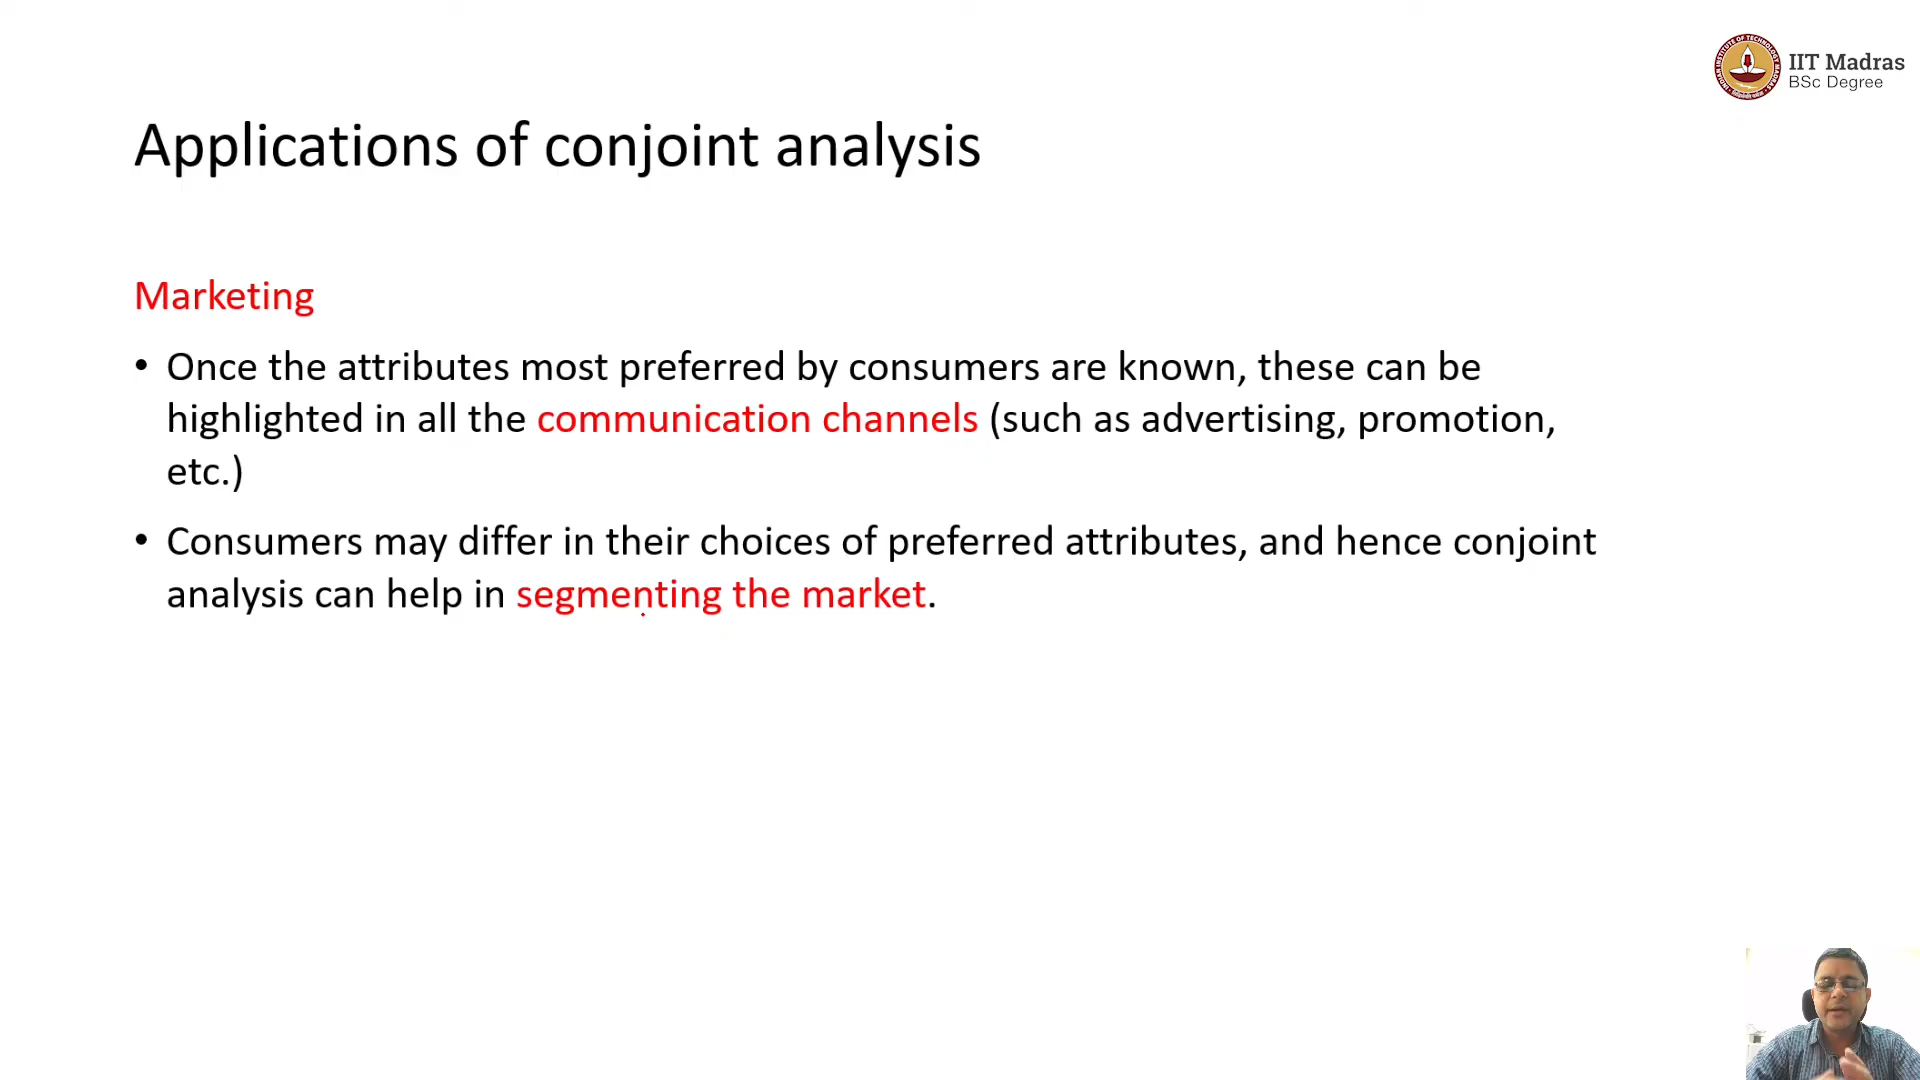 IIT Madras
BSc Degree
Applications of conjoint analysis
Marketing
• Once the attributes most preferred by consumers are known, these can be
highlighted in all the communication channels (such as advertising, promotion,
etc.)
• Consumers may differ in their choices of preferred attributes, and hence conjoint
analysis can help in segmenting the market.